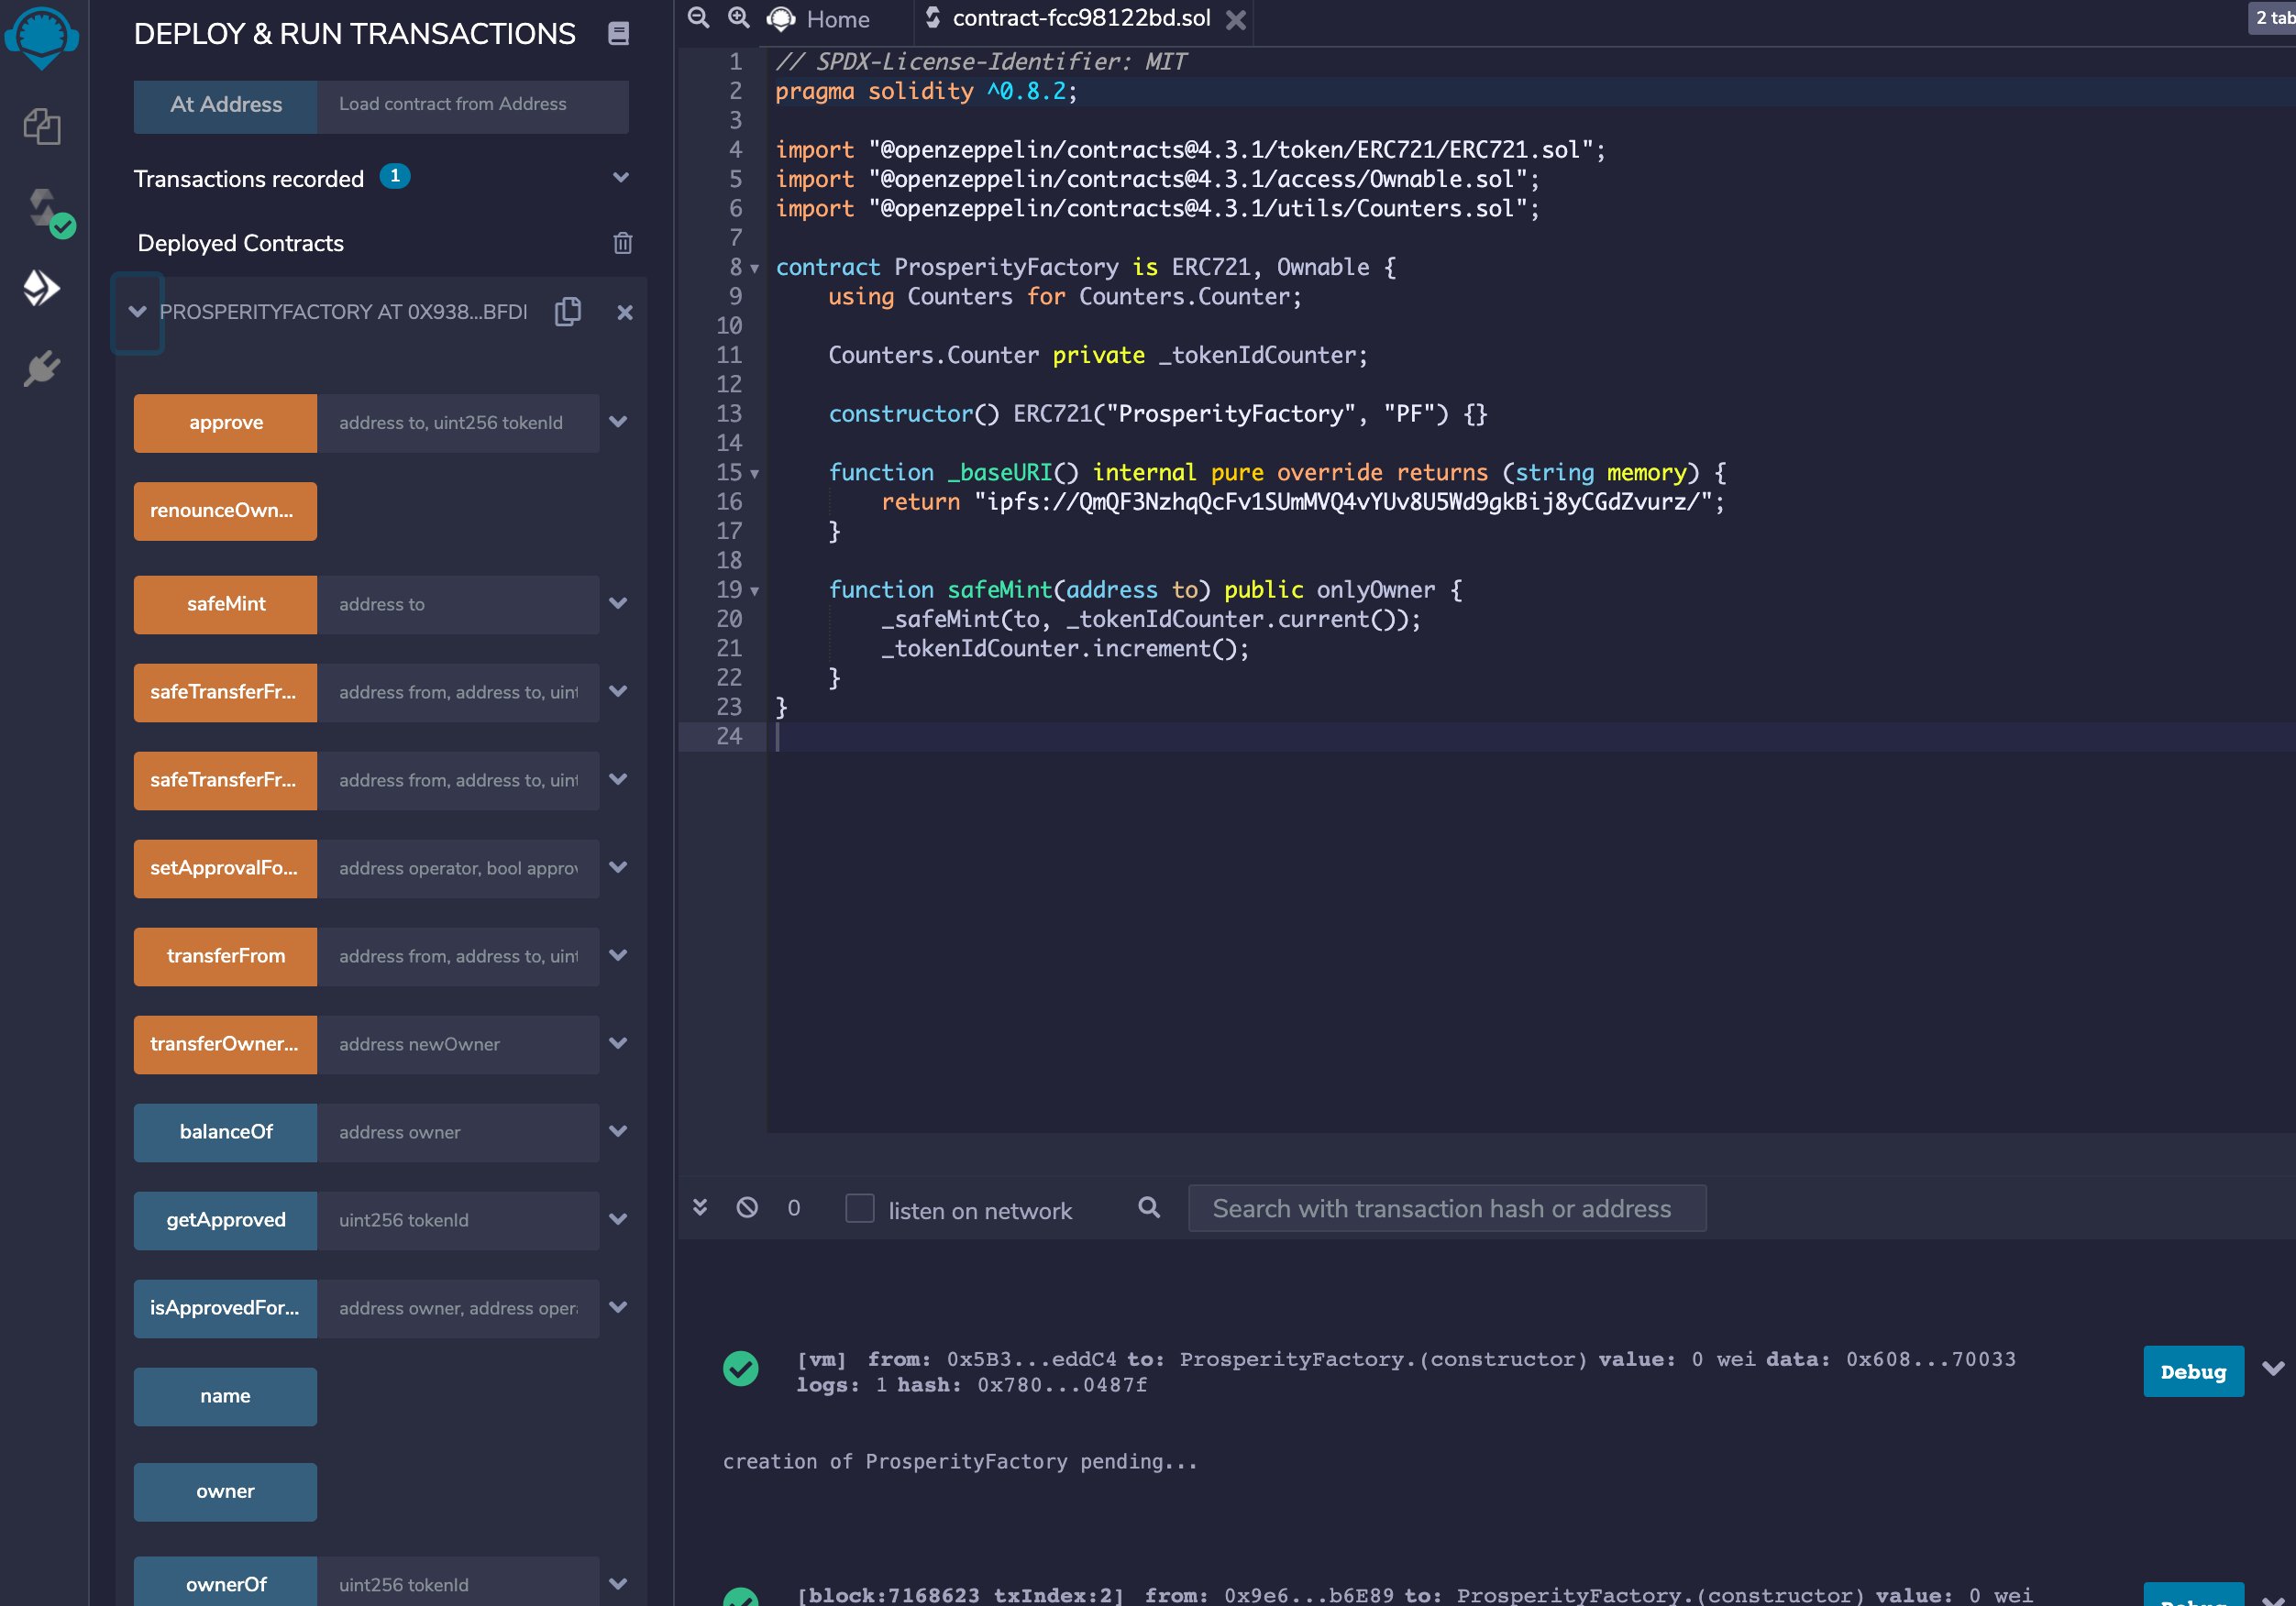 DEPLOY & RUN TRANSACTIONS
At Address
Load contract from Address
Transactions recorded 1
Deployed Contracts
PROSPERITYFACTORY AT 0X938...BFDI
approve
address to, uint256 tokenId
renounceOwn...
safeMint
address to
safeTransferFr...
address from, address to, uint
safeTransferFr...
address from, address to, uint
setApprovalFo...
address operator, bool approv
transferFrom
address from, address to, uint
transferOwner...
address newOwner
balanceOf
address owner
getApproved
uint256 tokenId
isApprovedFor...
address owner, address opera
name
owner
ownerOf
uint256 tokenId
Home
contract-fcc98122bd.sol
2 tab
1 // SPDX-License-Identifier: MIT
2 pragma solidity ^0.8.2;
3
4 import "@openzeppelin/contracts@4.3.1/token/ERC721/ERC721.sol";
5 import "@openzeppelin/contracts@4.3.1/access/Ownable.sol";
6 import "@openzeppelin/contracts@4.3.1/utils/Counters.sol";
7
8 contract ProsperityFactory is ERC721, Ownable {
9 using Counters for Counters.Counter;
10
11 Counters.Counter private _tokenIdCounter;
12
13 constructor() ERC721("ProsperityFactory", "PF") {}
14
15 function _baseURI() internal pure override returns (string memory) {
16 return "ipfs://QmQF3NzhqQcFv1SUmMVQ4vYUv8U5Wd9gkBij8yCGdZvurz/";
17 }
18
19 function safeMint(address to) public onlyOwner {
20 _safeMint(to, _tokenIdCounter.current());
21 _tokenIdCounter.increment();
22 }
23 }
24
0
listen on network
Search with transaction hash or address
[vm] from: 0x5B3...eddC4 to: ProsperityFactory.(constructor) value: 0 wei data: 0x608...70033
logs: 1 hash: 0x780...0487f
Debug
creation of ProsperityFactory pending...
[block:7168623 txIndex:2] from: 0x9e6...b6E89 to: ProsperityFactory.(constructor) value: 0 wei
Debug